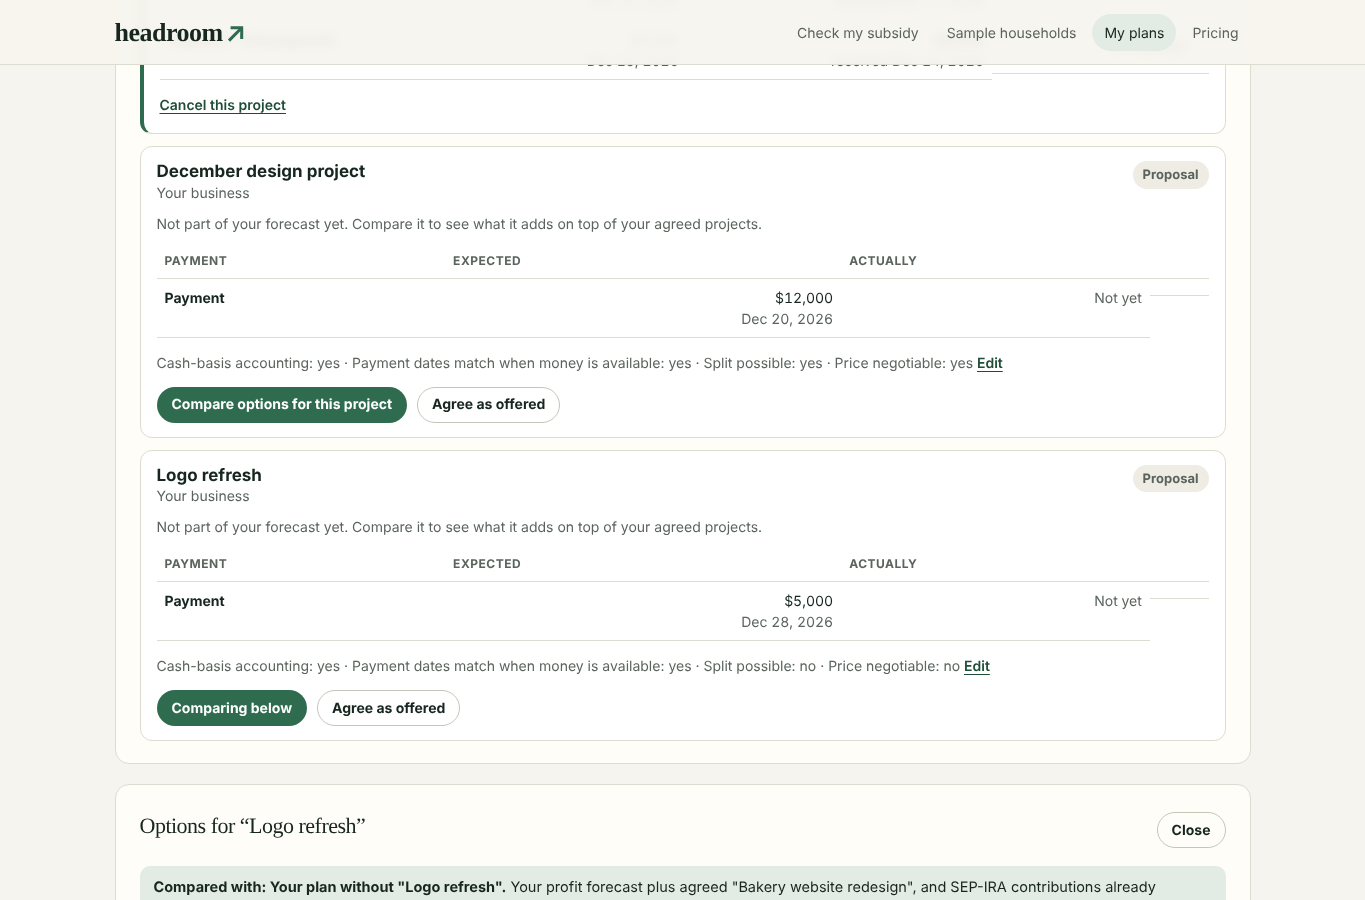 headroom
Check my subsidy
Sample households
My plans
Pricing
Cancel this project
December design project
Proposal
Your business
Not part of your forecast yet. Compare it to see what it adds on top of your agreed projects.
PAYMENT EXPECTED ACTUALLY
Payment $12,000 Not yet
Dec 20, 2026
Cash-basis accounting: yes · Payment dates match when money is available: yes · Split possible: yes · Price negotiable: yes Edit
Compare options for this project Agree as offered
Logo refresh
Proposal
Your business
Not part of your forecast yet. Compare it to see what it adds on top of your agreed projects.
PAYMENT EXPECTED ACTUALLY
Payment $5,000 Not yet
Dec 28, 2026
Cash-basis accounting: yes · Payment dates match when money is available: yes · Split possible: no · Price negotiable: no Edit
Comparing below Agree as offered
Options for “Logo refresh”
Close
Compared with: Your plan without "Logo refresh". Your profit forecast plus agreed "Bakery website redesign", and SEP-IRA contributions already